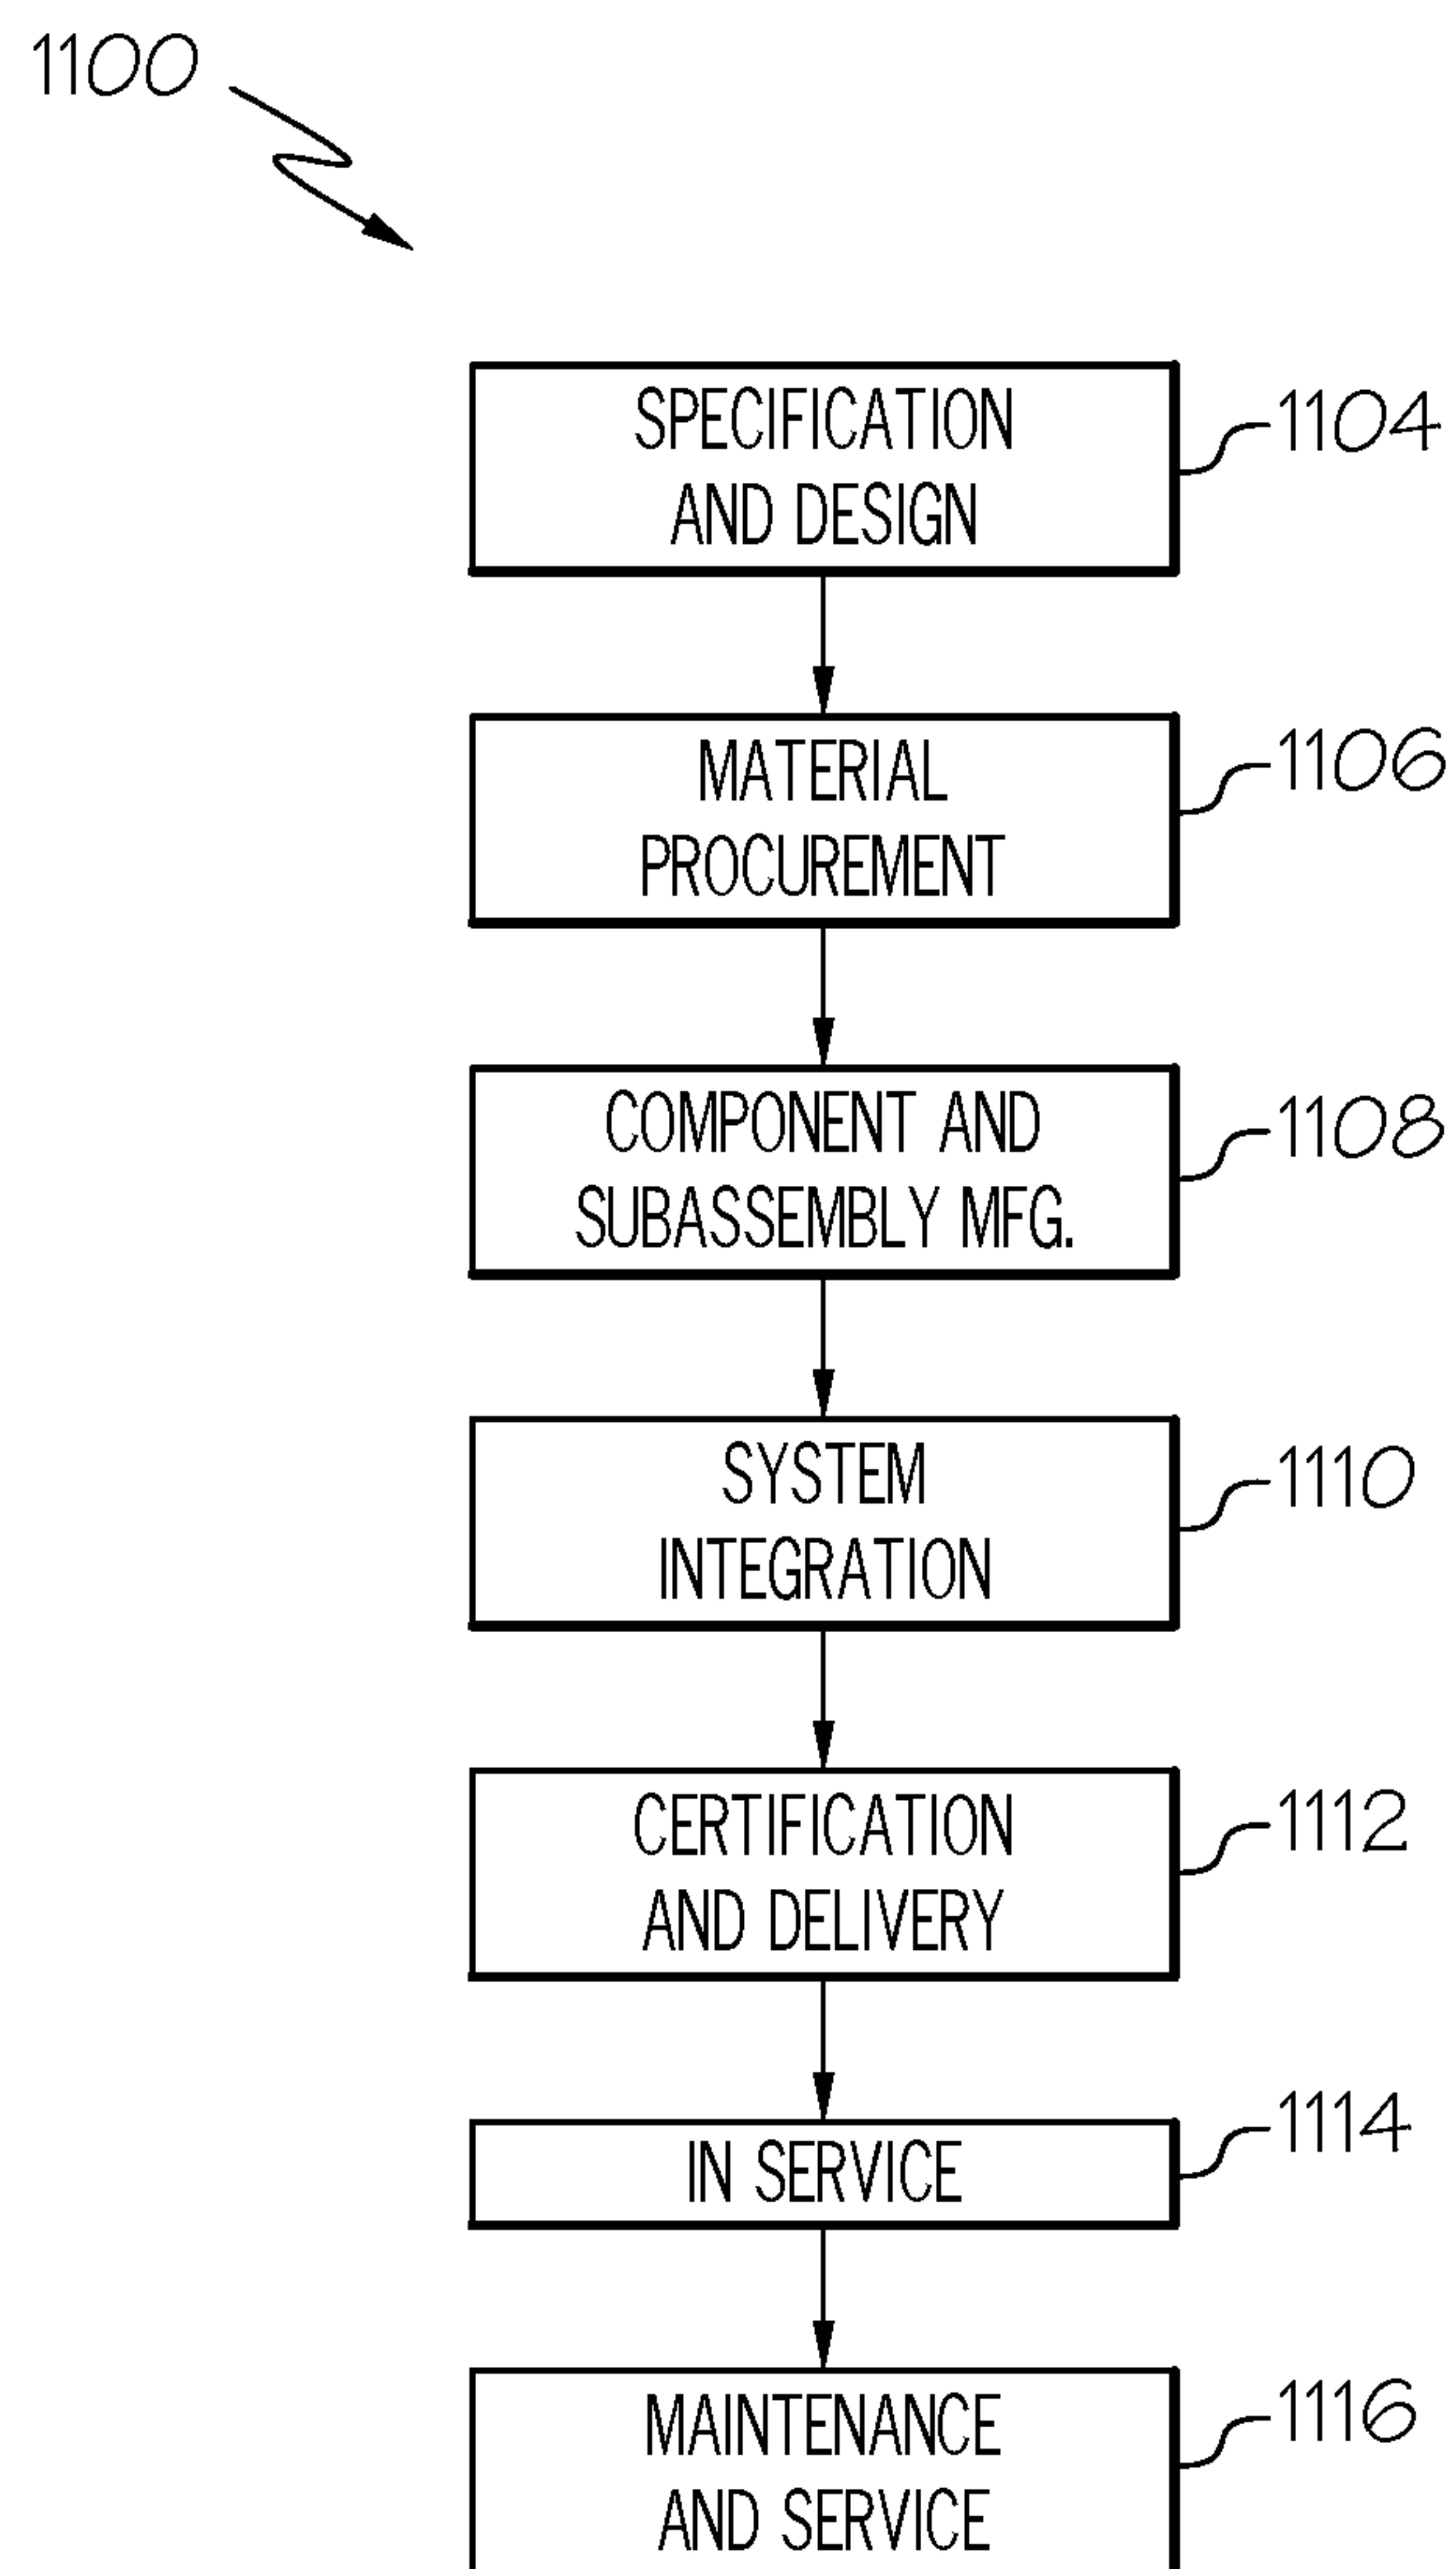 1100
SPECIFICATION
AND DESIGN
1104
MATERIAL
PROCUREMENT
1106
COMPONENT AND
SUBASSEMBLY MFG.
1108
SYSTEM
INTEGRATION
1110
CERTIFICATION
AND DELIVERY
1112
IN SERVICE
1114
MAINTENANCE
AND SERVICE
1116